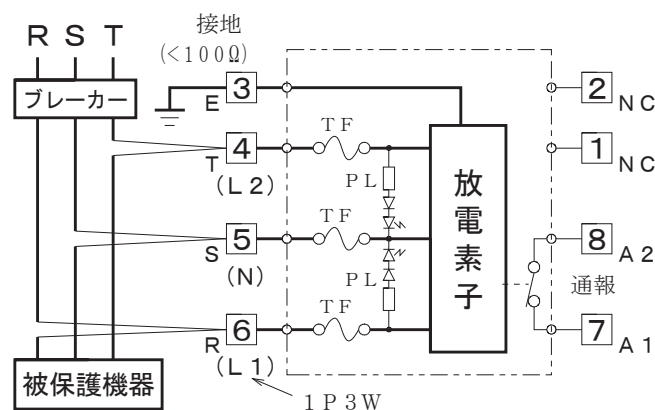 R S T
接地
(<100Ω)
ブレーカー
3
E
2
NC
TF
4
T
(L2)
1
NC
PL
放電素子
TF
5
S
(N)
8
A2
通報
PL
TF
6
R
(L1)
7
A1
被保護機器
1P3W